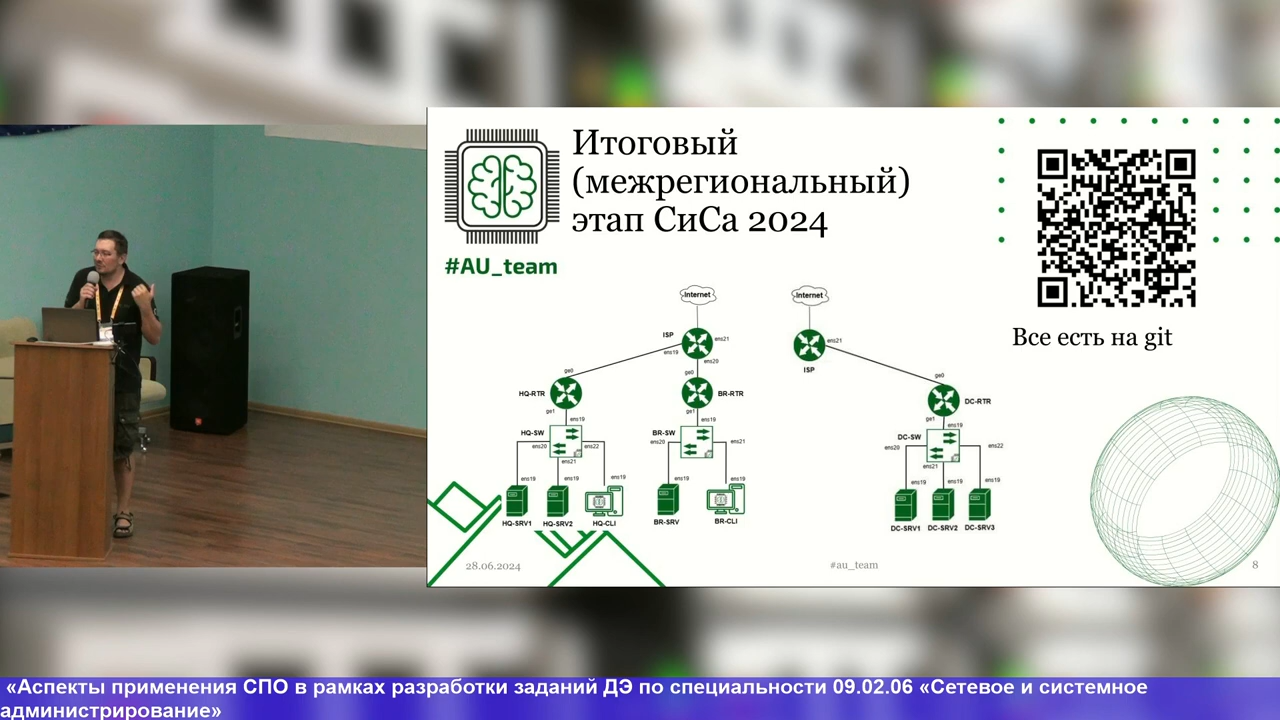 Итоговый
(межрегиональный)
этап СиСа 2024
#AU_team
Все есть на git
Internet
Internet
ISP
ens21
ens19
ens20
ens21
ISP
ge0
ge0
ge0
HQ-RTR
BR-RTR
DC-RTR
ge1
ens19
ge1
ens19
ge1
ens19
HQ-SW
BR-SW
DC-SW
ens20
ens22
ens20
ens21
ens20
ens22
ens21
ens21
ens19
ens19
ens19
ens19
ens19
ens19
ens19
ens19
HQ-SRV1
HQ-SRV2
HQ-CLI
BR-SRV
BR-CLI
DC-SRV1
DC-SRV2
DC-SRV3
28.06.2024
#au_team
8
«Аспекты применения СПО в рамках разработки заданий ДЭ по специальности 09.02.06 «Сетевое и системное
администрирование»